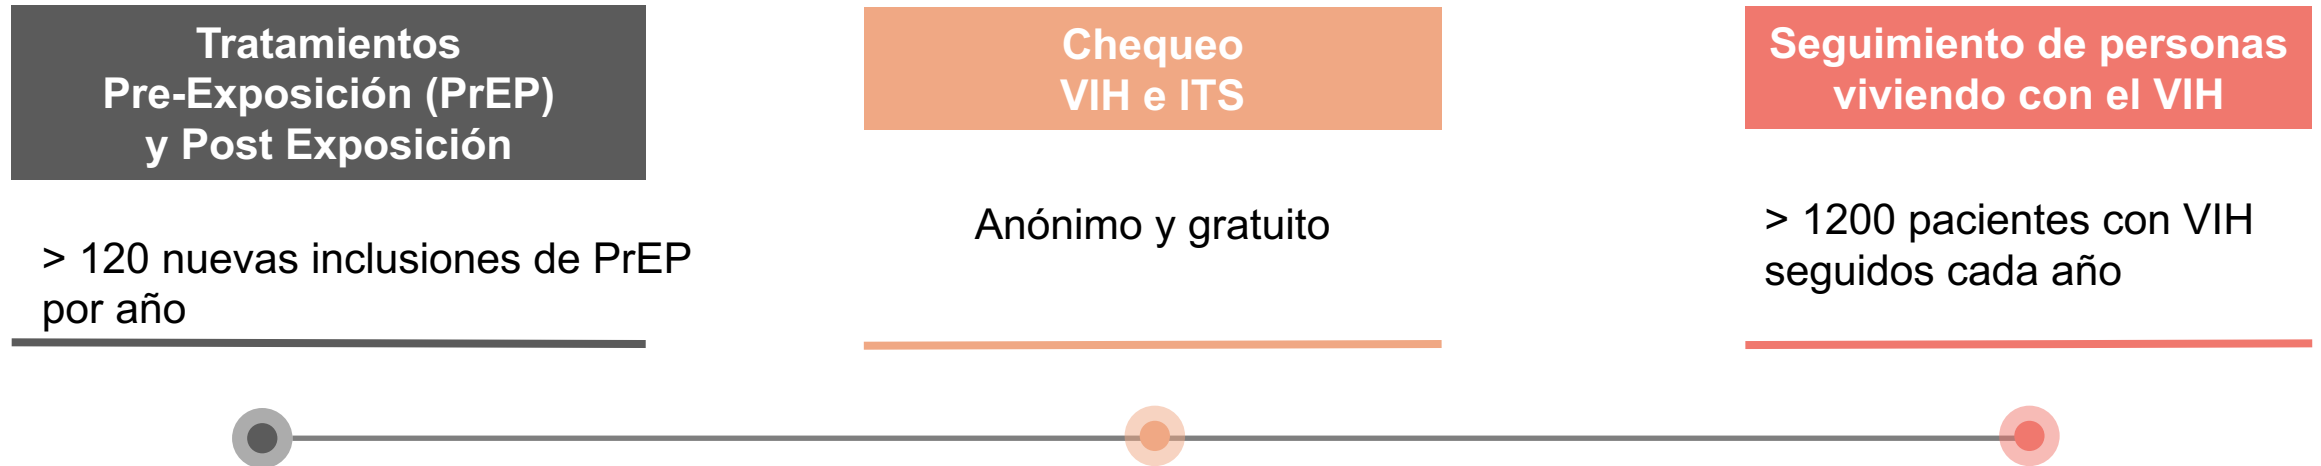 Tratamientos
Pre-Exposición (PrEP)
y Post Exposición
> 120 nuevas inclusiones de PrEP
por año
Chequeo
VIH e ITS
Anónimo y gratuito
Seguimiento de personas
viviendo con el VIH
> 1200 pacientes con VIH
seguidos cada año